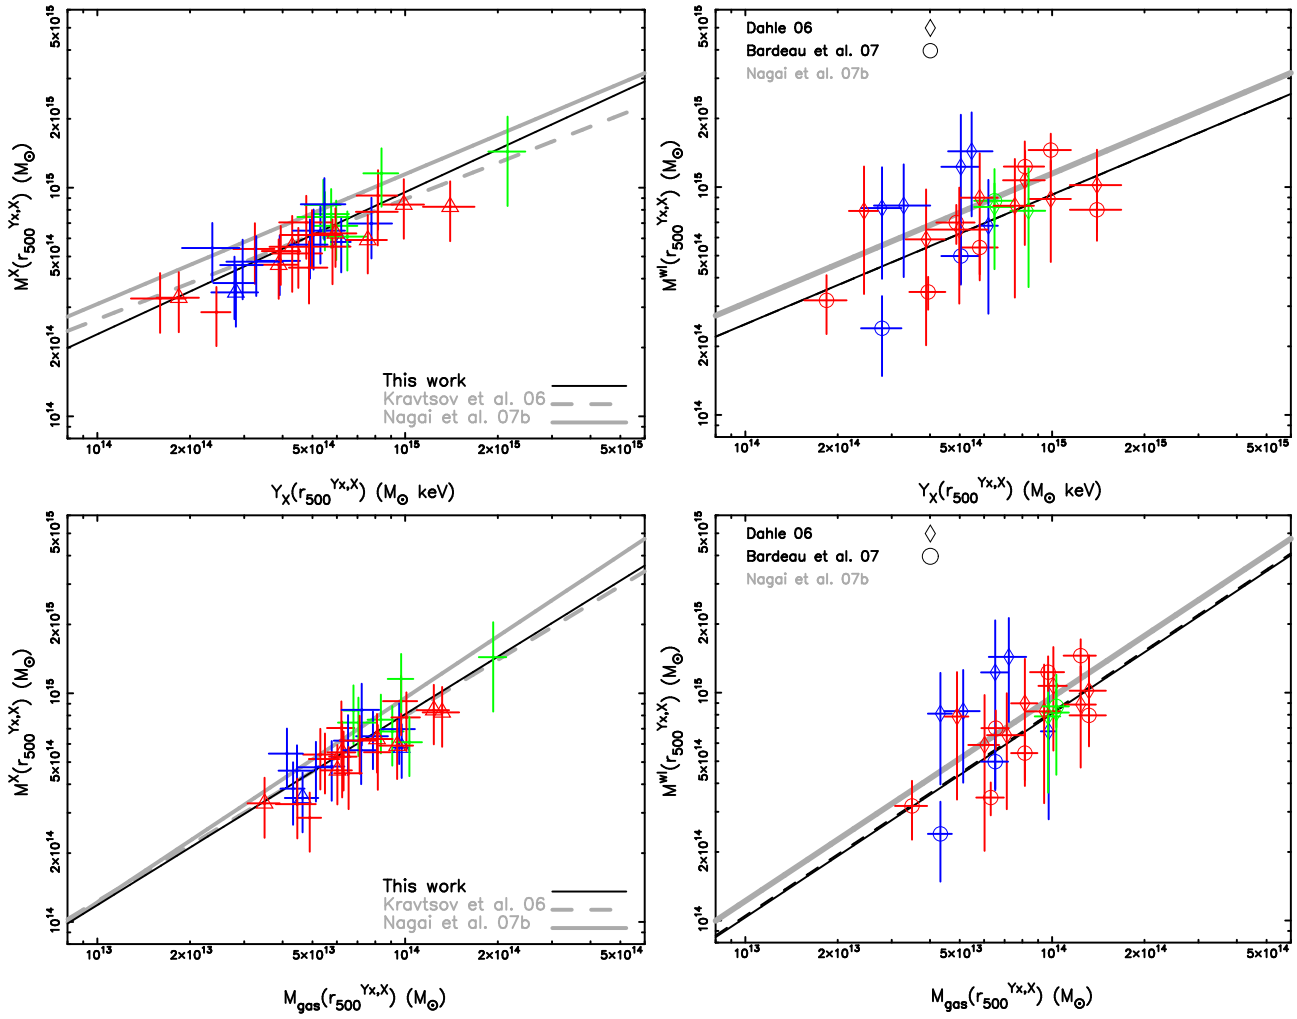 5×10¹⁵
2×10¹⁵
10¹⁵
5×10¹⁴
2×10¹⁴
10¹⁴
Mˣ(r₅₀₀^Yx,X) (M⊙)
This work
Kravtsov et al. 06
Nagai et al. 07b
10¹⁴ 2×10¹⁴ 5×10¹⁴ 10¹⁵ 2×10¹⁵ 5×10¹⁵
Y_X(r₅₀₀^Yx,X) (M⊙ keV)
5×10¹⁵
2×10¹⁵
10¹⁵
5×10¹⁴
2×10¹⁴
10¹⁴
M^wl(r₅₀₀^Yx,X) (M⊙)
Dahle 06
Bardeau et al. 07
Nagai et al. 07b
10¹⁴ 2×10¹⁴ 5×10¹⁴ 10¹⁵ 2×10¹⁵ 5×10¹⁵
Y_X(r₅₀₀^Yx,X) (M⊙ keV)
5×10¹⁵
2×10¹⁵
10¹⁵
5×10¹⁴
2×10¹⁴
10¹⁴
Mˣ(r₅₀₀^Yx,X) (M⊙)
This work
Kravtsov et al. 06
Nagai et al. 07b
10¹³ 2×10¹³ 5×10¹³ 10¹⁴ 2×10¹⁴ 5×10¹⁴
M_gas(r₅₀₀^Yx,X) (M⊙)
5×10¹⁵
2×10¹⁵
10¹⁵
5×10¹⁴
2×10¹⁴
10¹⁴
M^wl(r₅₀₀^Yx,X) (M⊙)
Dahle 06
Bardeau et al. 07
Nagai et al. 07b
10¹³ 2×10¹³ 5×10¹³ 10¹⁴ 2×10¹⁴ 5×10¹⁴
M_gas(r₅₀₀^Yx,X) (M⊙)